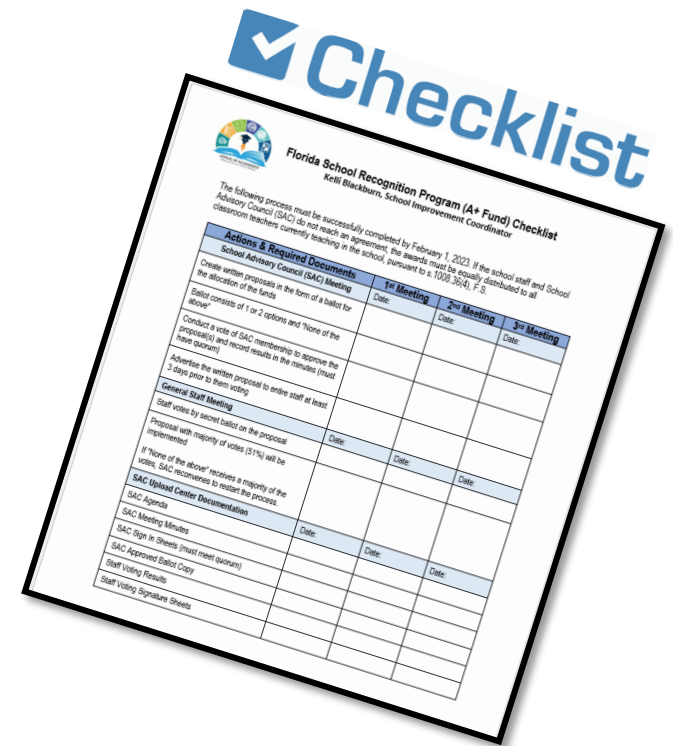 Checklist
Florida School Recognition Program (A+ Fund) Checklist
Kelli Blackburn, School Improvement Coordinator
The following process must be successfully completed by February 1, 2023. If the school staff and School
Advisory Council (SAC) do not reach an agreement, the awards must be equally distributed to all
classroom teachers currently teaching in the school, pursuant to s.1008.36(4), F.S.
Actions & Required Documents 1st Meeting 2nd Meeting 3rd Meeting
School Advisory Council (SAC) Meeting Date: Date: Date:
Create written proposals in the form of a ballot for
the allocation of the funds
Ballot consists of 1 or 2 options and "None of the
above"
Conduct a vote of SAC membership to approve the
proposal(s) and record results in the minutes (must
have quorum)
Advertise the written proposal to entire staff at least
3 days prior to them voting
General Staff Meeting Date: Date: Date:
Staff votes by secret ballot on the proposal
Proposal with majority of votes (51%) will be
implemented
If "None of the above" receives a majority of the
votes, SAC reconvenes to restart the process.
SAC Upload Center Documentation Date: Date: Date:
SAC Agenda
SAC Meeting Minutes
SAC Sign In Sheets (must meet quorum)
SAC Approved Ballot Copy
Staff Voting Results
Staff Voting Signature Sheets